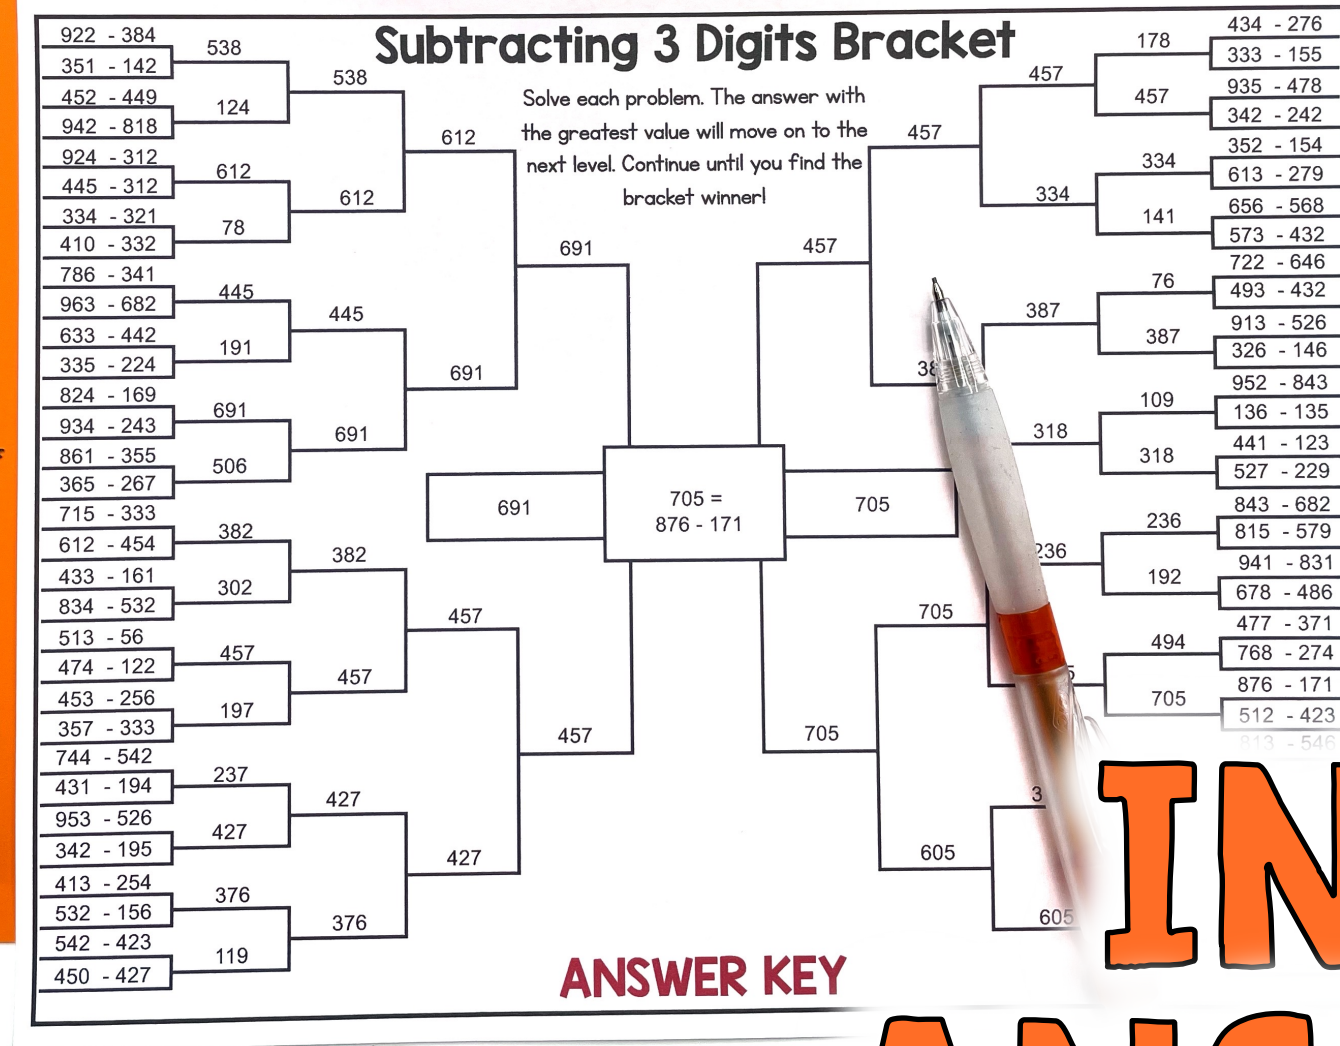 Subtracting 3 Digits Bracket
Solve each problem. The answer with
the greatest value will move on to the
next level. Continue until you find the
bracket winner!
922 - 384
351 - 142
452 - 449
942 - 818
924 - 312
445 - 312
334 - 321
410 - 332
786 - 341
963 - 682
633 - 442
335 - 224
824 - 169
934 - 243
861 - 355
365 - 267
715 - 333
612 - 454
433 - 161
834 - 532
513 - 56
474 - 122
453 - 256
357 - 333
744 - 542
431 - 194
953 - 526
342 - 195
413 - 254
532 - 156
542 - 423
450 - 427
538
124
612
78
445
191
691
506
382
302
457
197
237
427
376
119
538
612
445
691
382
457
427
376
612
691
457
427
691
457
691
705 =
876 - 171
705
457
705
457
38
705
605
457
334
387
318
236
5
3
605
178
457
334
141
76
387
109
318
236
192
494
705
434 - 276
333 - 155
935 - 478
342 - 242
352 - 154
613 - 279
656 - 568
573 - 432
722 - 646
493 - 432
913 - 526
326 - 146
952 - 843
136 - 135
441 - 123
527 - 229
843 - 682
815 - 579
941 - 831
678 - 486
477 - 371
768 - 274
876 - 171
512 - 423
813 - 546
ANSWER KEY
IN